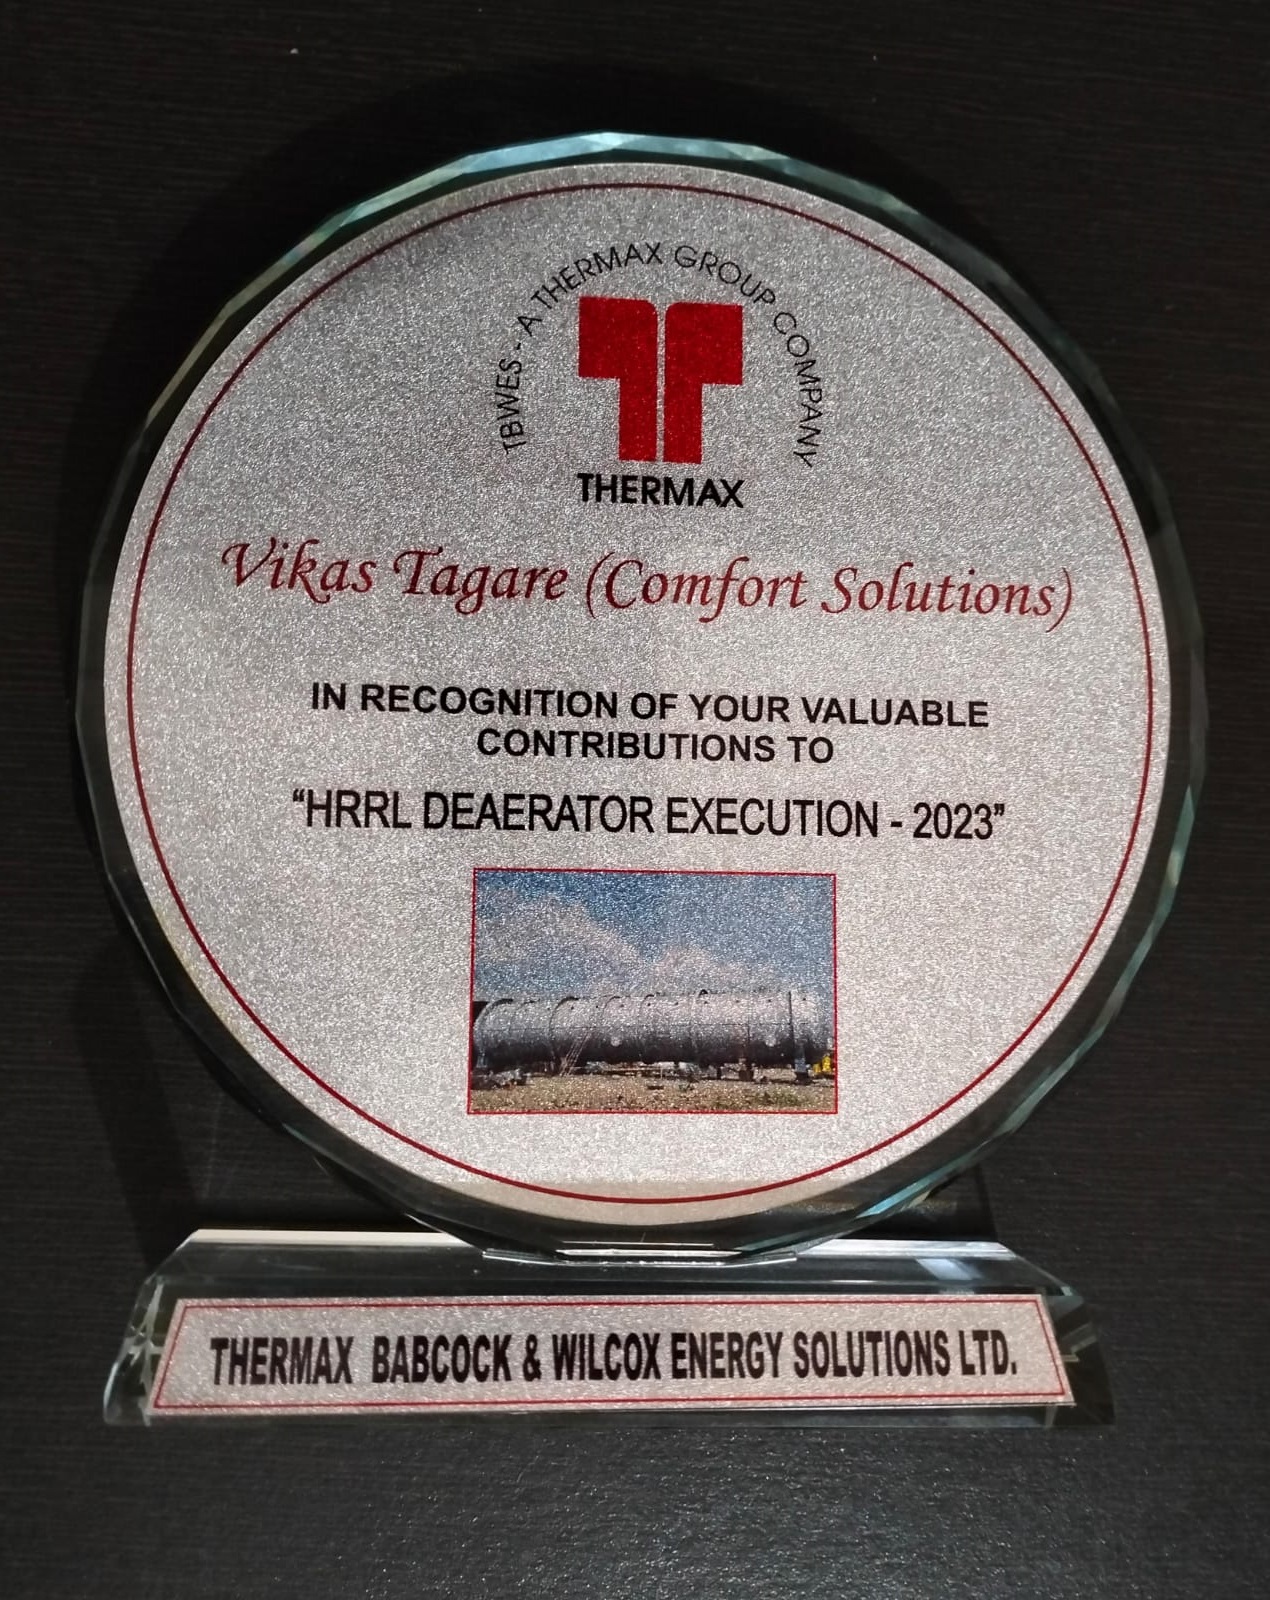 TBWES - A THERMAX GROUP COMPANY
THERMAX
Vikas Tagare (Comfort Solutions)
IN RECOGNITION OF YOUR VALUABLE
CONTRIBUTIONS TO
“HRRL DEAERATOR EXECUTION - 2023”
THERMAX BABCOCK & WILCOX ENERGY SOLUTIONS LTD.